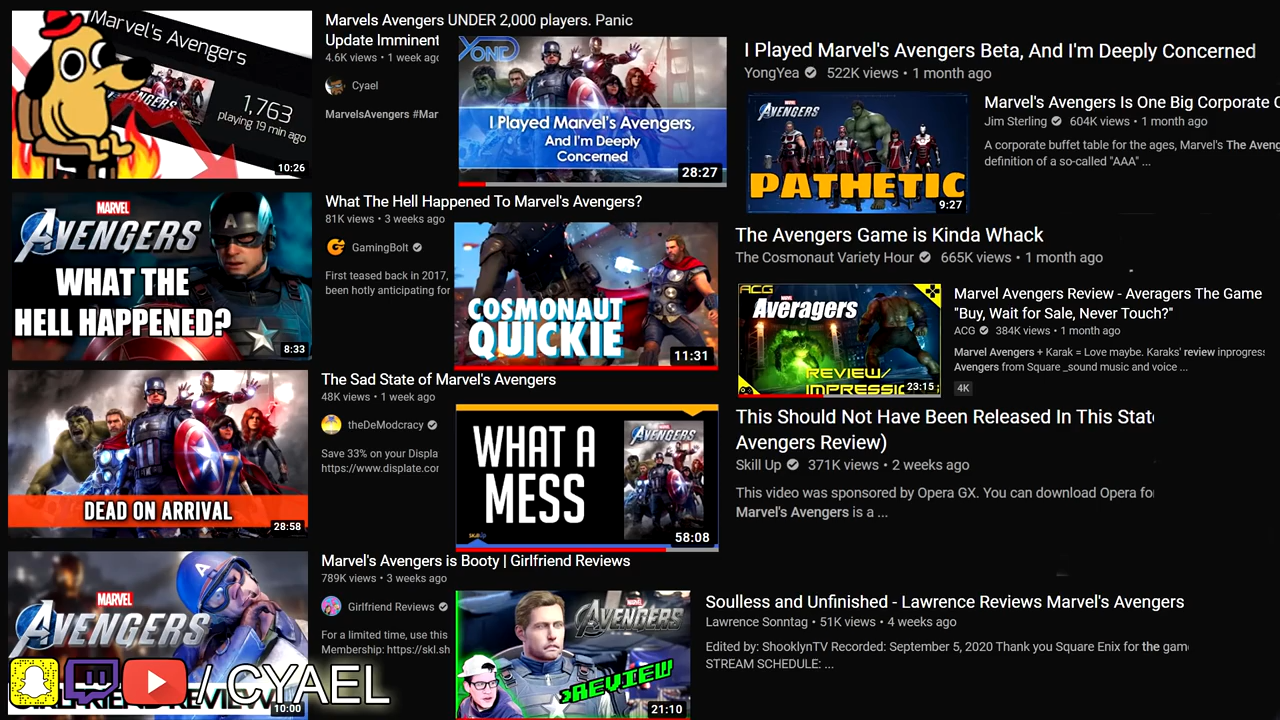 Marvel's Avengers
1,763
playing 19 min ago
10:26
Marvels Avengers UNDER 2,000 players. Panic
Update Imminent
4.6K views • 1 week ago
Cyael
MarvelsAvengers #Mar
YONG
I Played Marvel's Avengers,
And I'm Deeply
Concerned
28:27
I Played Marvel's Avengers Beta, And I'm Deeply Concerned
YongYea 522K views • 1 month ago
MARVEL
AVENGERS
PATHETIC
9:27
Marvel's Avengers Is One Big Corporate
Jim Sterling 604K views • 1 month ago
A corporate buffet table for the ages, Marvel's The Aveng
definition of a so-called "AAA" ...
MARVEL
AVENGERS
WHAT THE
HELL HAPPENED?
8:33
What The Hell Happened To Marvel's Avengers?
81K views • 3 weeks ago
GamingBolt
First teased back in 2017,
been hotly anticipating for
COSMONAUT
QUICKIE
11:31
The Avengers Game is Kinda Whack
The Cosmonaut Variety Hour 665K views • 1 month ago
ACG
MARVEL
Averagers
REVIEW/
IMPRESSIO
23:15
Marvel Avengers Review - Averagers The Game
"Buy, Wait for Sale, Never Touch?"
ACG 384K views • 1 month ago
Marvel Avengers + Karak = Love maybe. Karaks' review inprogress
Avengers from Square _sound music and voice ...
4K
DEAD ON ARRIVAL
28:58
The Sad State of Marvel's Avengers
48K views • 1 week ago
theDeModcracy
Save 33% on your Displa
https://www.displate.cor
WHAT A
MESS
MARVEL
AVENGERS
SKILL UP
58:08
This Should Not Have Been Released In This State
Avengers Review)
Skill Up 371K views • 2 weeks ago
This video was sponsored by Opera GX. You can download Opera for
Marvel's Avengers is a ...
MARVEL
AVENGERS
10:00
Marvel's Avengers is Booty | Girlfriend Reviews
789K views • 3 weeks ago
Girlfriend Reviews
For a limited time, use this
Membership: https://skl.sh
MARVEL
AVENGERS
>REVIEW
21:10
Soulless and Unfinished - Lawrence Reviews Marvel's Avengers
Lawrence Sonntag • 51K views • 4 weeks ago
Edited by: ShooklynTV Recorded: September 5, 2020 Thank you Square Enix for the game
STREAM SCHEDULE: ...
/ CYAEL